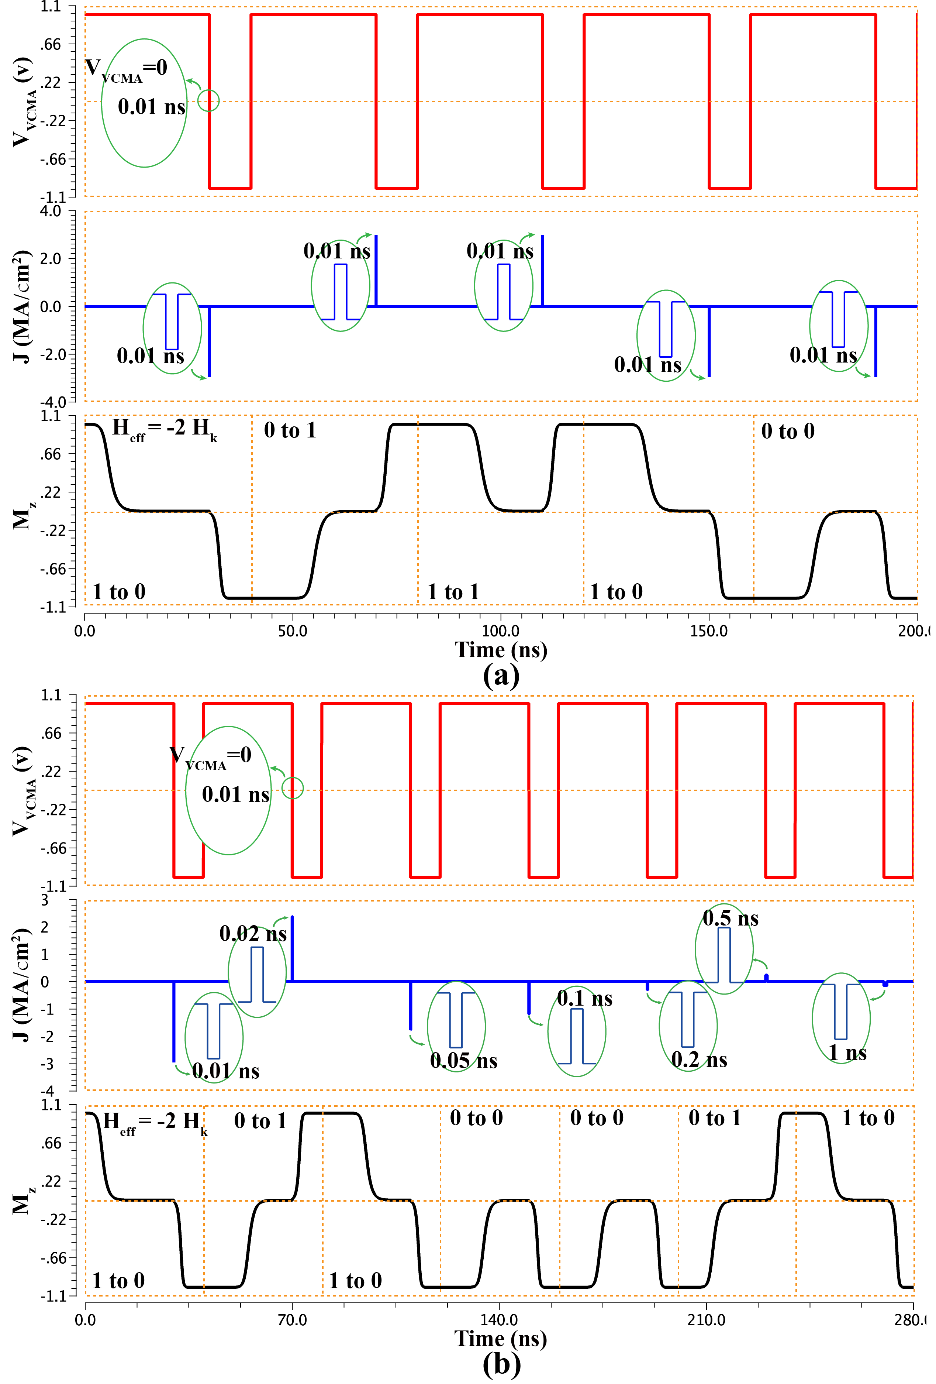 1.1
.66
.22
-.22
-.66
-1.1
V_VCMA (v)
V_VCMA=0
0.01 ns
4.0
2.0
0.0
-2.0
-4.0
J (MA/cm²)
0.01 ns
0.01 ns
0.01 ns
0.01 ns
0.01 ns
1.1
.66
.22
-.22
-.66
-1.1
M_z
H_eff = -2 H_k
0 to 1
0 to 0
1 to 0
1 to 1
1 to 0
0.0
50.0
100.0
150.0
200.
Time (ns)
(a)
1.1
.66
.22
-.22
-.66
-1.1
V_VCMA (v)
V_VCMA=0
0.01 ns
3
2
1
0
-1
-2
-3
-4
J (MA/cm²)
0.02 ns
0.5 ns
0.1 ns
0.01 ns
0.05 ns
0.2 ns
1 ns
1.1
.66
.22
-.22
-.66
-1.1
M_z
H_eff = -2 H_k
0 to 1
0 to 0
0 to 0
0 to 1
1 to 0
1 to 0
1 to 0
0.0
70.0
140.0
210.0
280.
Time (ns)
(b)